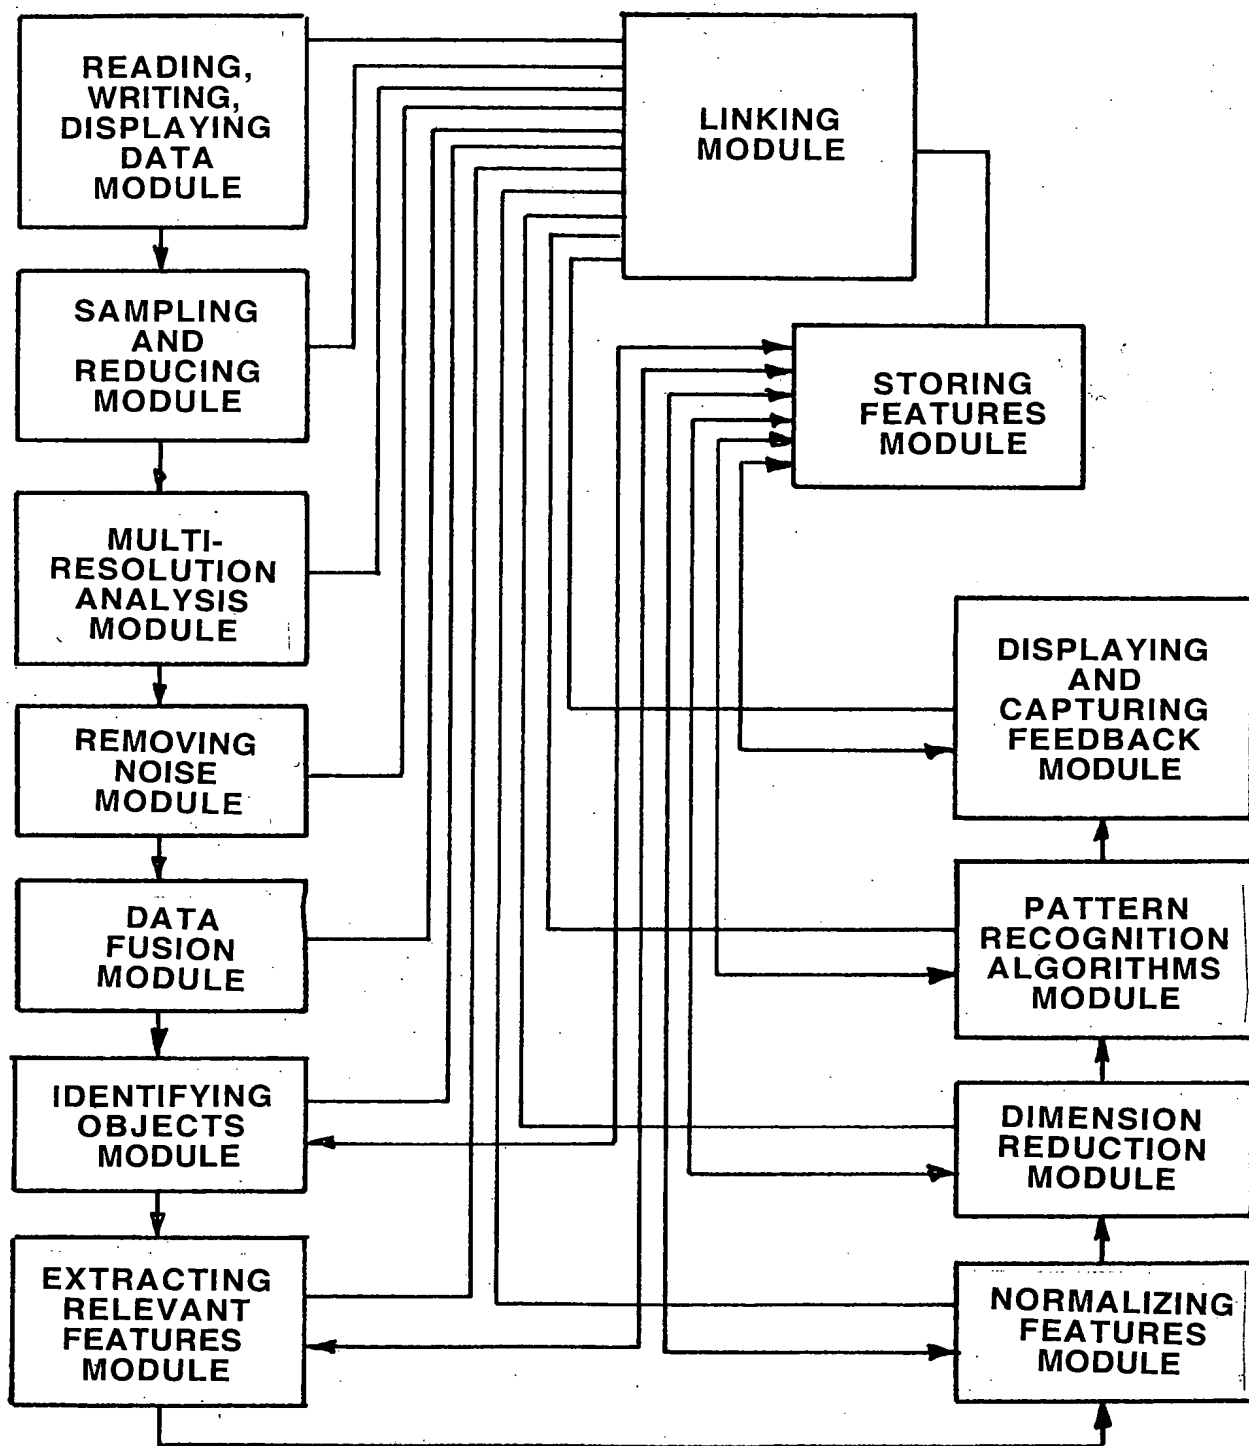 READING,
WRITING,
DISPLAYING
DATA
MODULE
LINKING
MODULE
SAMPLING
AND
REDUCING
MODULE
STORING
FEATURES
MODULE
MULTI-
RESOLUTION
ANALYSIS
MODULE
REMOVING
NOISE
MODULE
DATA
FUSION
MODULE
IDENTIFYING
OBJECTS
MODULE
EXTRACTING
RELEVANT
FEATURES
MODULE
DISPLAYING
AND
CAPTURING
FEEDBACK
MODULE
PATTERN
RECOGNITION
ALGORITHMS
MODULE
DIMENSION
REDUCTION
MODULE
NORMALIZING
FEATURES
MODULE